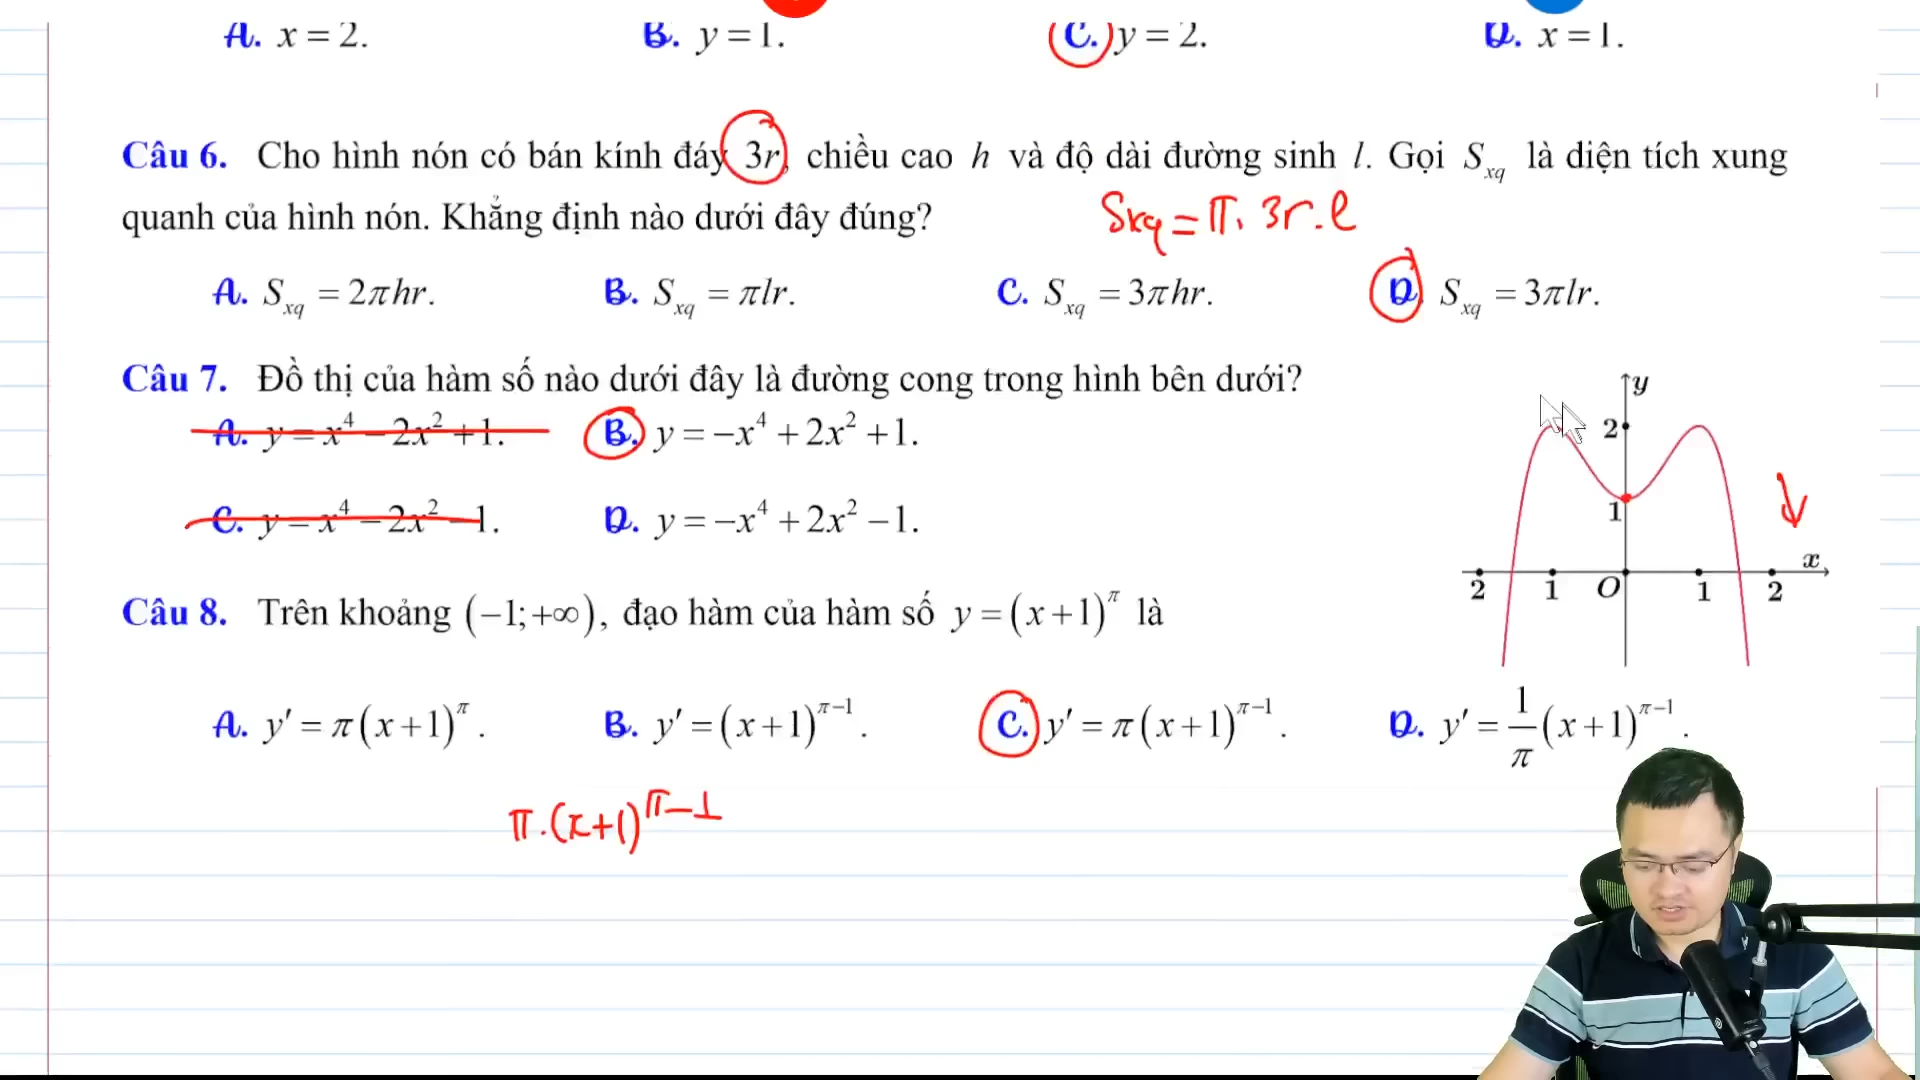 A. x = 2. B. y = 1. C. y = 2. D. x = 1.
Câu 6. Cho hình nón có bán kính đáy 3r, chiều cao h và độ dài đường sinh l. Gọi S_xq là diện tích xung
quanh của hình nón. Khẳng định nào dưới đây đúng?
Sxq = π. 3r. l
A. S_xq = 2πhr. B. S_xq = πlr. C. S_xq = 3πhr. D. S_xq = 3πlr.
Câu 7. Đồ thị của hàm số nào dưới đây là đường cong trong hình bên dưới?
A. y = x⁴ − 2x² + 1. B. y = −x⁴ + 2x² + 1.
C. y = x⁴ − 2x² − 1. D. y = −x⁴ + 2x² − 1.
y
2
1
x
2 1 O 1 2
Câu 8. Trên khoảng (−1; +∞), đạo hàm của hàm số y = (x+1)^π là
A. y′ = π(x+1)^π. B. y′ = (x+1)^(π−1). C. y′ = π(x+1)^(π−1). D. y′ = 1/π (x+1)^(π−1).
π.(x+1)^(π−1)